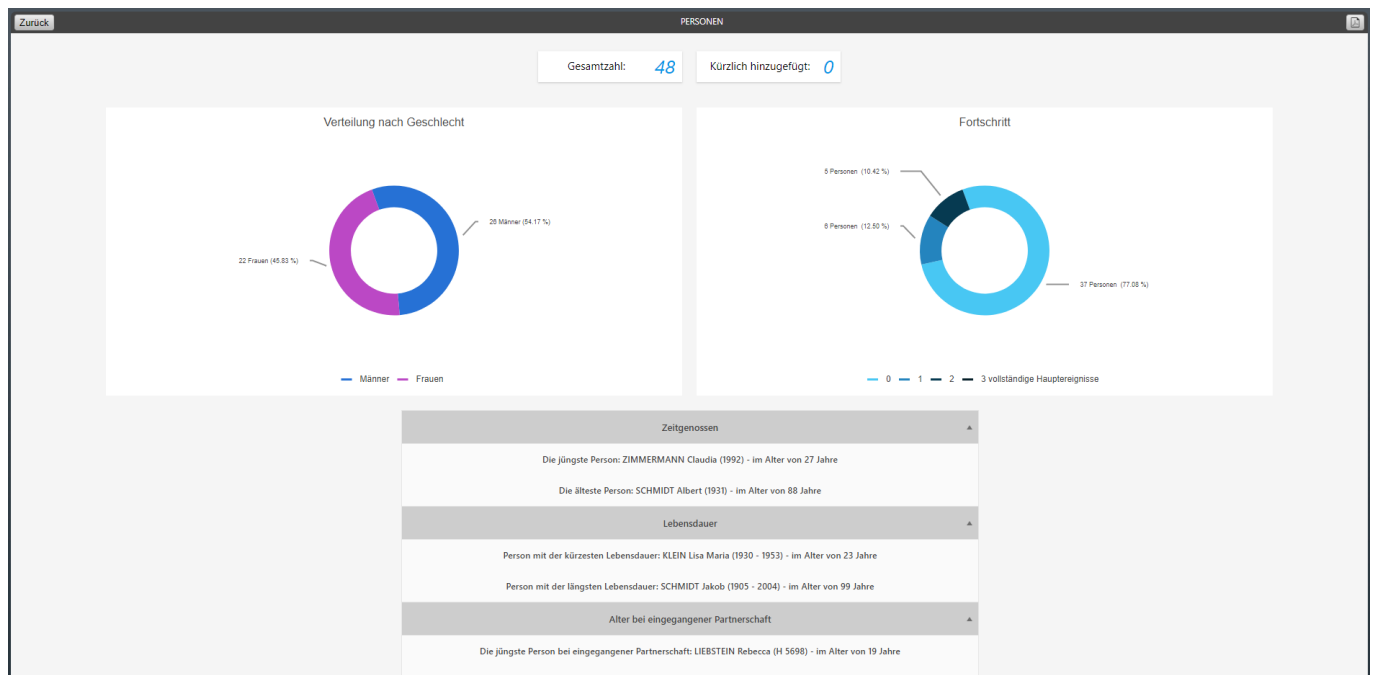 Zurück
PERSONEN
Gesamtzahl: 48
Kürzlich hinzugefügt: 0
Verteilung nach Geschlecht
26 Männer (54.17 %)
22 Frauen (45.83 %)
Männer Frauen
Fortschritt
5 Personen (10.42 %)
6 Personen (12.50 %)
37 Personen (77.08 %)
0 1 2 3 vollständige Hauptereignisse
Zeitgenossen
Die jüngste Person: ZIMMERMANN Claudia (1992) - im Alter von 27 Jahre
Die älteste Person: SCHMIDT Albert (1931) - im Alter von 88 Jahre
Lebensdauer
Person mit der kürzesten Lebensdauer: KLEIN Lisa Maria (1930 - 1953) - im Alter von 23 Jahre
Person mit der längsten Lebensdauer: SCHMIDT Jakob (1905 - 2004) - im Alter von 99 Jahre
Alter bei eingegangener Partnerschaft
Die jüngste Person bei eingegangener Partnerschaft: LIEBSTEIN Rebecca (H 5698) - im Alter von 19 Jahre